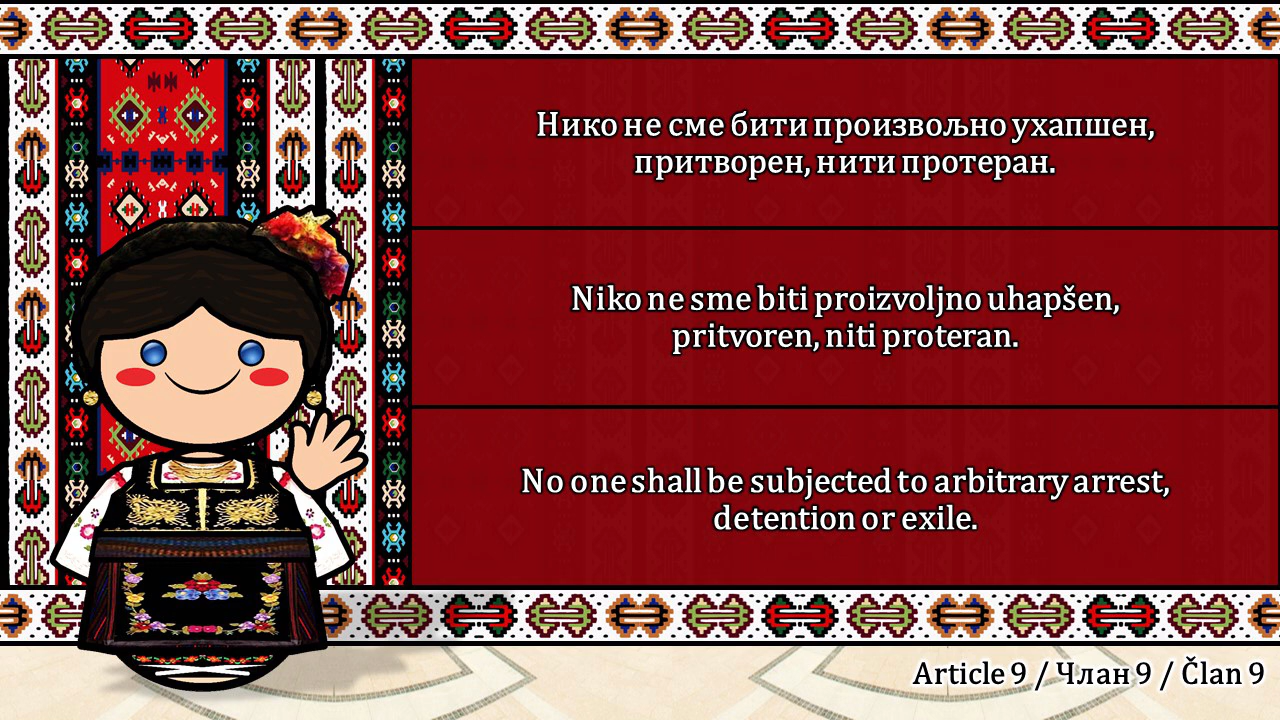 Нико не сме бити произвољно ухапшен,
притворен, нити протеран.
Niko ne sme biti proizvoljno uhapšen,
pritvoren, niti proteran.
No one shall be subjected to arbitrary arrest,
detention or exile.
Article 9 / Члан 9 / Član 9